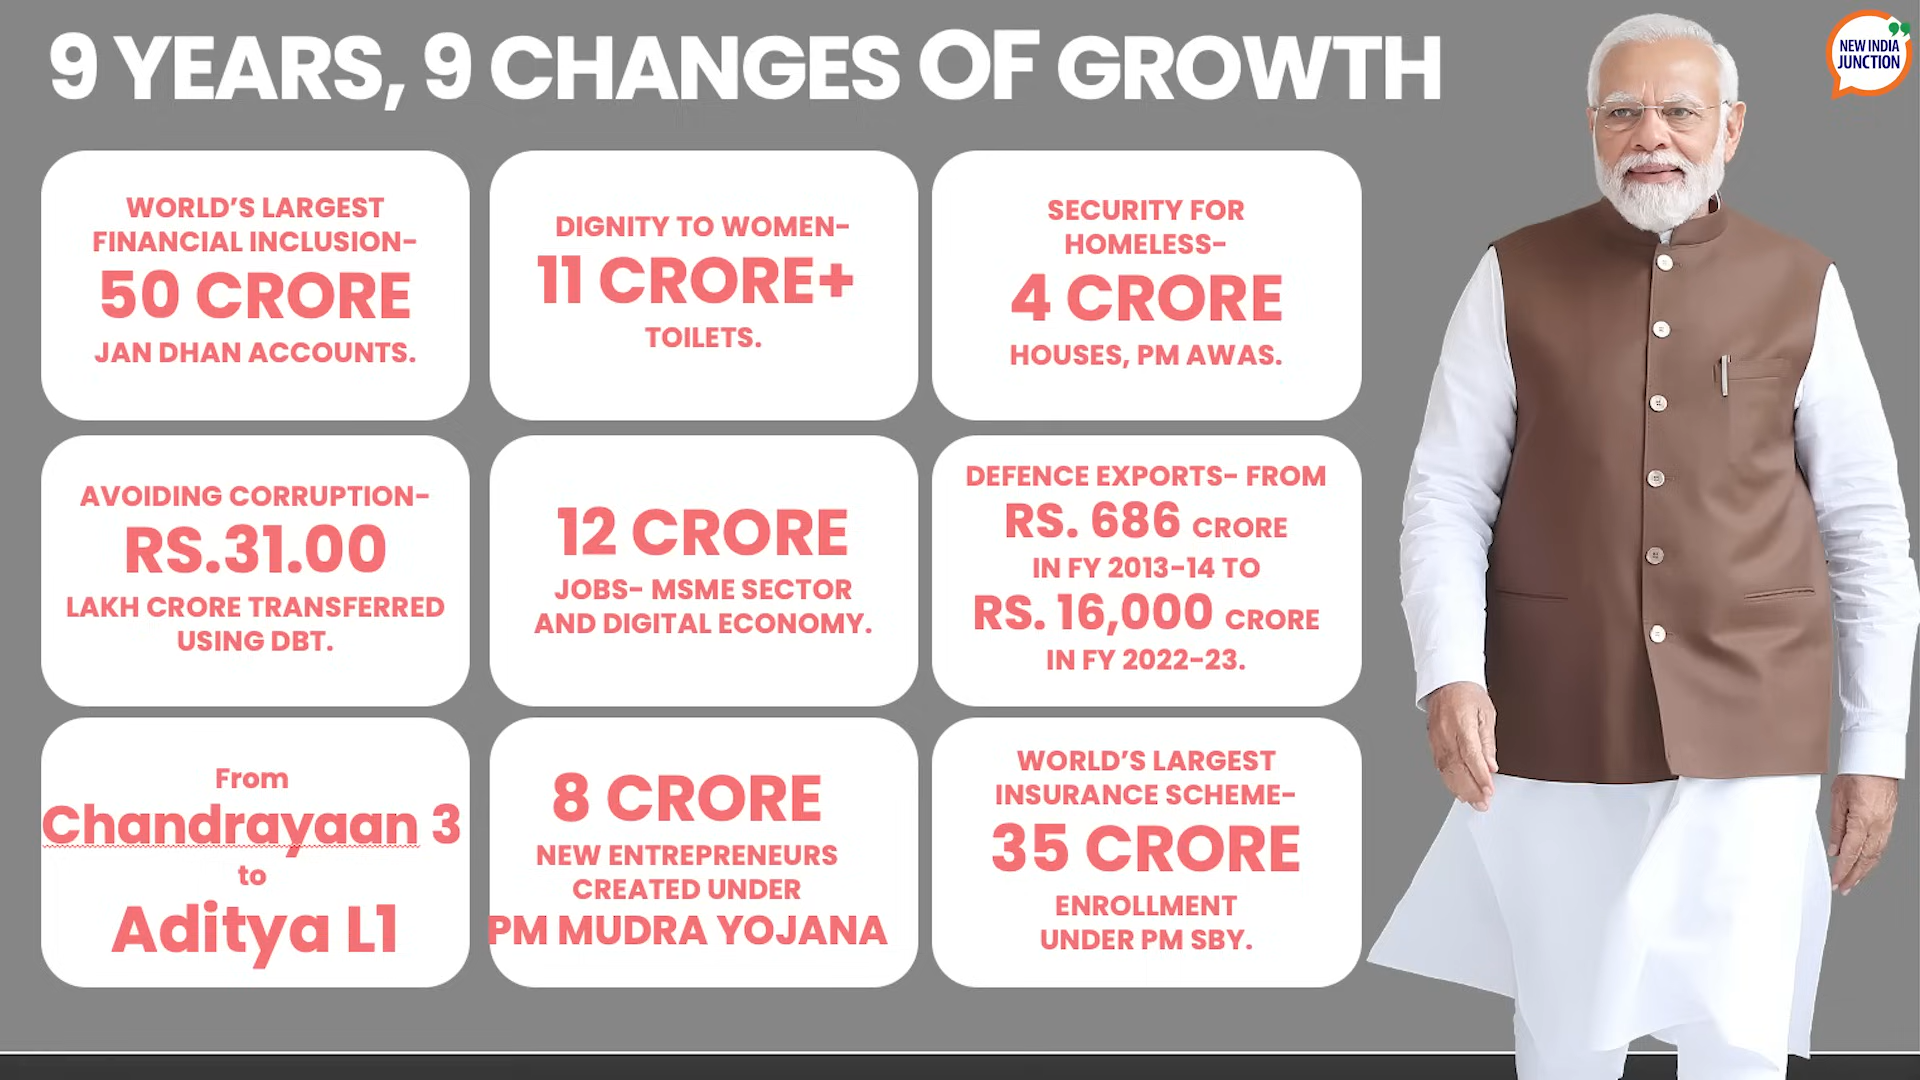 9 YEARS, 9 CHANGES OF GROWTH
NEW INDIA
JUNCTION
WORLD'S LARGEST
FINANCIAL INCLUSION-
50 CRORE
JAN DHAN ACCOUNTS.
DIGNITY TO WOMEN-
11 CRORE+
TOILETS.
SECURITY FOR
HOMELESS-
4 CRORE
HOUSES, PM AWAS.
AVOIDING CORRUPTION-
RS.31.00
LAKH CRORE TRANSFERRED
USING DBT.
12 CRORE
JOBS- MSME SECTOR
AND DIGITAL ECONOMY.
DEFENCE EXPORTS- FROM
RS. 686 CRORE
IN FY 2013-14 TO
RS. 16,000 CRORE
IN FY 2022-23.
From
Chandrayaan 3
to
Aditya L1
8 CRORE
NEW ENTREPRENEURS
CREATED UNDER
PM MUDRA YOJANA
WORLD'S LARGEST
INSURANCE SCHEME-
35 CRORE
ENROLLMENT
UNDER PM SBY.